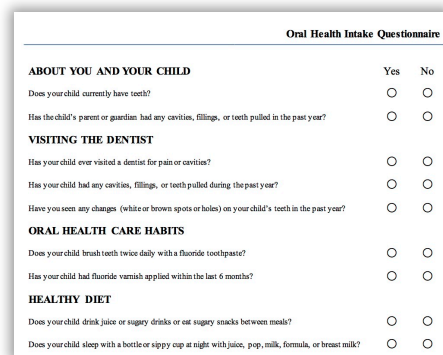 Oral Health Intake Questionnaire
ABOUT YOU AND YOUR CHILD Yes No
Does your child currently have teeth?
Has the child's parent or guardian had any cavities, fillings, or teeth pulled in the past year?
VISITING THE DENTIST
Has your child ever visited a dentist for pain or cavities?
Has your child had any cavities, fillings, or teeth pulled during the past year?
Have you seen any changes (white or brown spots or holes) on your child's teeth in the past year?
ORAL HEALTH CARE HABITS
Does your child brush teeth twice daily with a fluoride toothpaste?
Has your child had fluoride varnish applied within the last 6 months?
HEALTHY DIET
Does your child drink juice or sugary drinks or eat sugary snacks between meals?
Does your child sleep with a bottle or sippy cup at night with juice, pop, milk, formula, or breast milk?